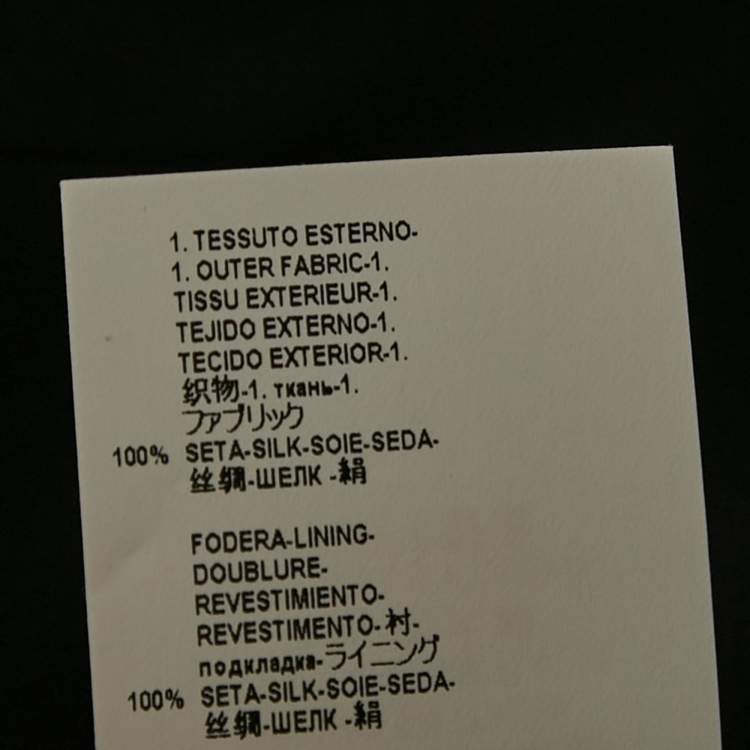 1. TESSUTO ESTERNO-
1. OUTER FABRIC-1.
TISSU EXTERIEUR-1.
TEJIDO EXTERNO-1.
TECIDO EXTERIOR-1.
织物-1. ткань-1.
ファブリック
100% SETA-SILK-SOIE-SEDA-
丝绸-ШЕЛК -絹
FODERA-LINING-
DOUBLURE-
REVESTIMIENTO-
REVESTIMENTO-衬-
подкладка-ライニング
100% SETA-SILK-SOIE-SEDA-
丝绸-ШЕЛК -絹